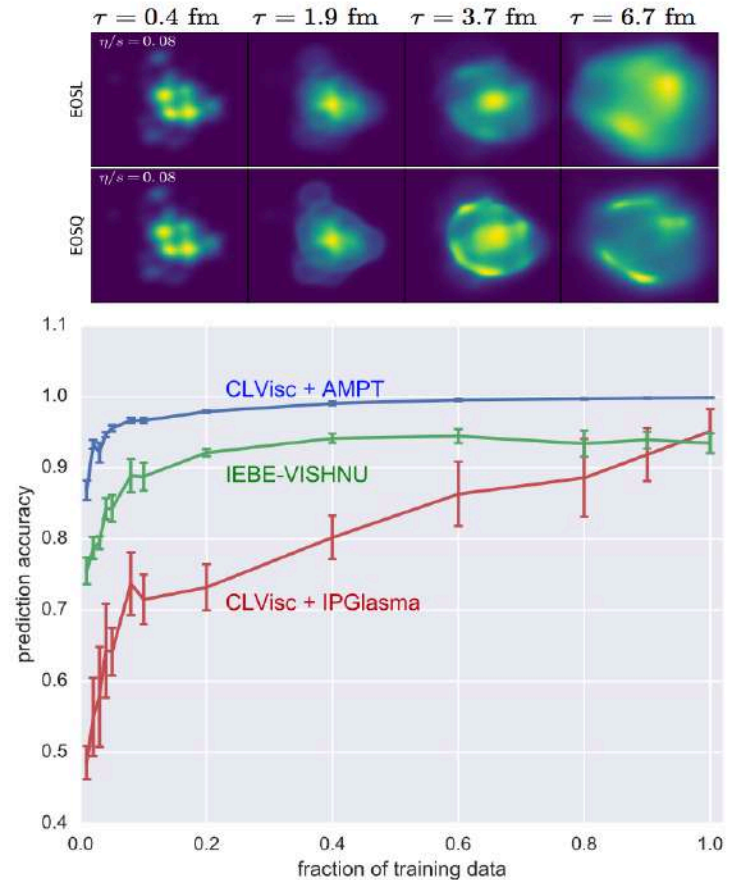 τ = 0.4 fm τ = 1.9 fm τ = 3.7 fm τ = 6.7 fm
η/s = 0.08
EOSL
η/s = 0.08
EOSQ
1.1
1.0
0.9
0.8
0.7
0.6
0.5
0.4
prediction accuracy
CLVisc + AMPT
IEBE-VISHNU
CLVisc + IPGlasma
0.0 0.2 0.4 0.6 0.8 1.0
fraction of training data